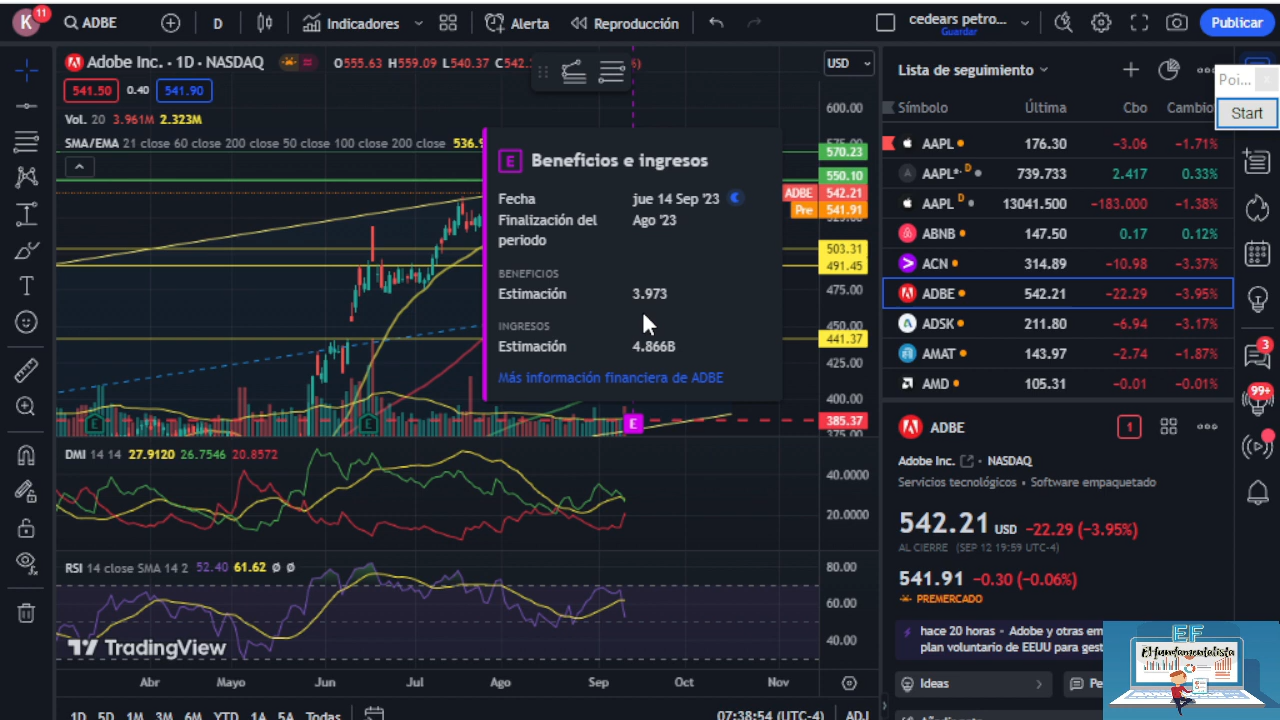 K 11 ADBE D Indicadores Alerta Reproducción cedears petro... Guardar Publicar
Adobe Inc. · 1D · NASDAQ O555.63 H559.09 L540.37 USD
541.50 0.40 541.90
Vol. 20 3.961M 2.323M
SMA/EMA 21 close 60 close 200 close 50 close 100 close 200 close
E Beneficios e ingresos
Fecha jue 14 Sep '23
Finalización del periodo Ago '23
BENEFICIOS
Estimación 3.973
INGRESOS
Estimación 4.866B
Más información financiera de ADBE
E E E
600.00
570.23
550.10
ADBE 542.21
Pre 541.91
503.31
491.45
475.00
450.00
441.37
425.00
400.00
385.37
375.00
DMI 14 14 27.9120 26.7546 20.8572
40.0000
20.0000
RSI 14 close SMA 14 2 52.40 61.62 ø ø
80.00
60.00
40.00
TradingView
Abr Mayo Jun Jul Ago Sep Oct Nov
1D 5D 1M 3M 6M YTD 1A 5A Todas 07:38:54 (UTC-4) ADJ
Lista de seguimiento
Símbolo Última Cbo Cambio
AAPL 176.30 −3.06 −1.71%
AAPL* D 739.733 2.417 0.33%
AAPL D 13041.500 −183.000 −1.38%
ABNB 147.50 0.17 0.12%
ACN 314.89 −10.98 −3.37%
ADBE 542.21 −22.29 −3.95%
ADSK 211.80 −6.94 −3.17%
AMAT 143.97 −2.74 −1.87%
AMD 105.31 −0.01 −0.01%
ADBE 1
Adobe Inc. · NASDAQ
Servicios tecnológicos • Software empaquetado
542.21 USD −22.29 (−3.95%)
AL CIERRE (SEP 12 19:59 UTC-4)
541.91 −0.30 (−0.06%)
PREMERCADO
hace 20 horas - Adobe y otras em
plan voluntario de EEUU para gest
Ideas Pe
Poi...
Start
3
99+
EF
El fundamentalista